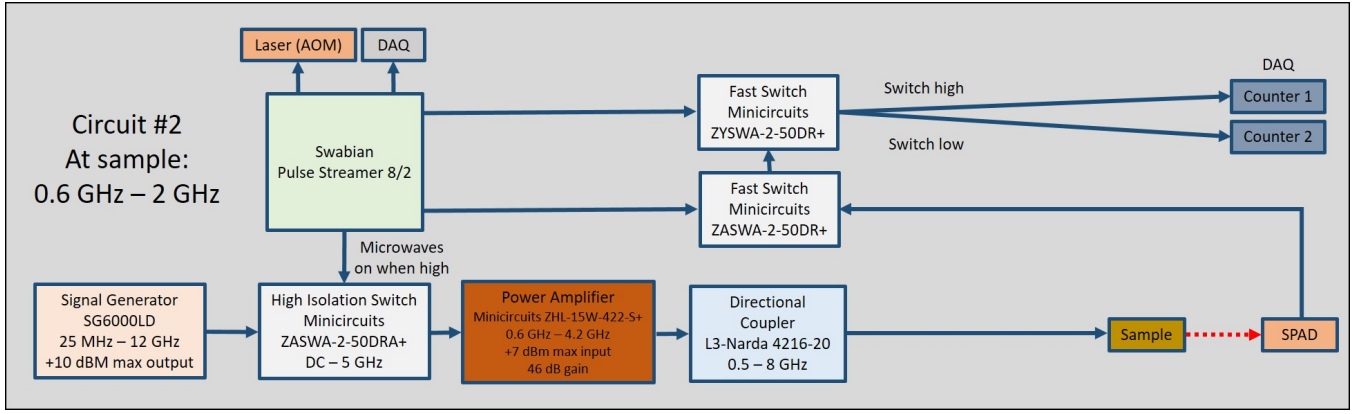 Circuit #2
At sample:
0.6 GHz – 2 GHz
Laser (AOM)
DAQ
Swabian
Pulse Streamer 8/2
Microwaves
on when high
Fast Switch
Minicircuits
ZYSWA-2-50DR+
Switch high
Switch low
DAQ
Counter 1
Counter 2
Fast Switch
Minicircuits
ZASWA-2-50DR+
Signal Generator
SG6000LD
25 MHz – 12 GHz
+10 dBM max output
High Isolation Switch
Minicircuits
ZASWA-2-50DRA+
DC – 5 GHz
Power Amplifier
Minicircuits ZHL-15W-422-S+
0.6 GHz – 4.2 GHz
+7 dBm max input
46 dB gain
Directional
Coupler
L3-Narda 4216-20
0.5 – 8 GHz
Sample
SPAD